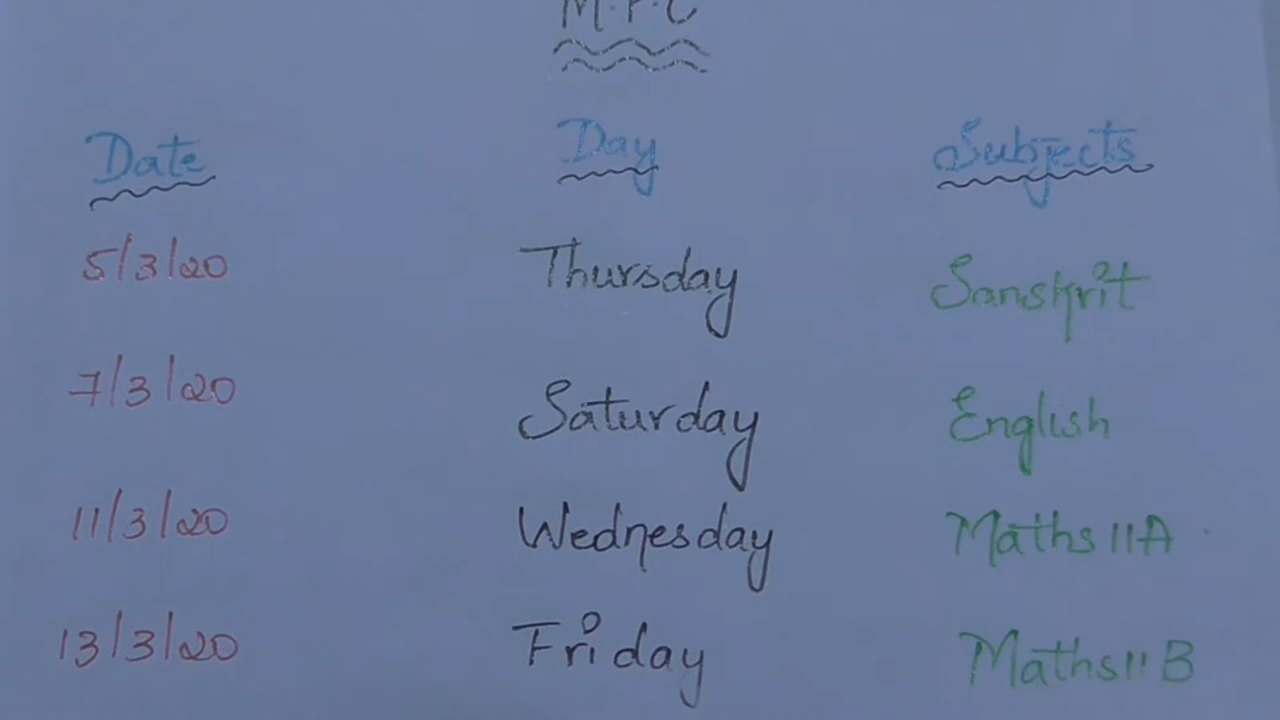 M.P.C
Date Day Subjects
5/3/20 Thursday Sanskrit
7/3/20 Saturday English
11/3/20 Wednesday Maths IIA
13/3/20 Friday Maths II B